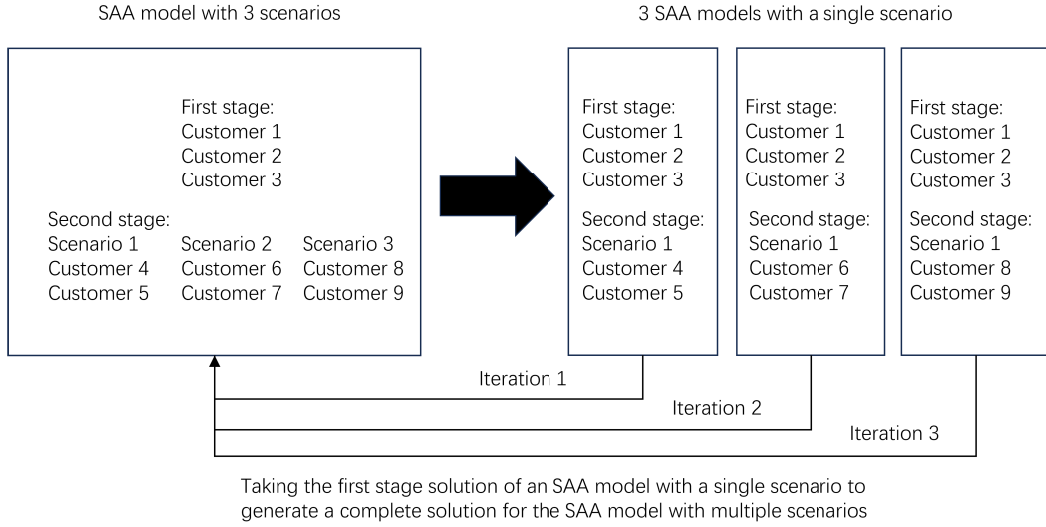 SAA model with 3 scenarios
3 SAA models with a single scenario
First stage:
Customer 1
Customer 2
Customer 3
Second stage:
Scenario 1 Scenario 2 Scenario 3
Customer 4 Customer 6 Customer 8
Customer 5 Customer 7 Customer 9
First stage:
Customer 1
Customer 2
Customer 3
Second stage:
Scenario 1
Customer 4
Customer 5
First stage:
Customer 1
Customer 2
Customer 3
Second stage:
Scenario 1
Customer 6
Customer 7
First stage:
Customer 1
Customer 2
Customer 3
Second stage:
Scenario 1
Customer 8
Customer 9
Iteration 1
Iteration 2
Iteration 3
Taking the first stage solution of an SAA model with a single scenario to
generate a complete solution for the SAA model with multiple scenarios